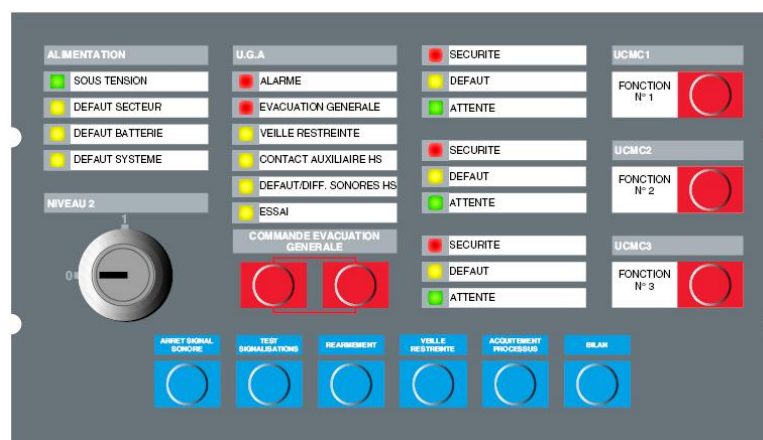 ALIMENTATION
SOUS TENSION
DEFAUT SECTEUR
DEFAUT BATTERIE
DEFAUT SYSTEME
NIVEAU 2
1
0
U.G.A
ALARME
EVACUATION GENERALE
VEILLE RESTREINTE
CONTACT AUXILIAIRE HS
DEFAUT/DIFF. SONORES HS
ESSAI
COMMANDE EVACUATION
GENERALE
SECURITE
DEFAUT
ATTENTE
UCMC1
FONCTION
N° 1
SECURITE
DEFAUT
ATTENTE
UCMC2
FONCTION
N° 2
SECURITE
DEFAUT
ATTENTE
UCMC3
FONCTION
N° 3
ARRET SIGNAL
SONORE
TEST
SIGNALISATIONS
REARMEMENT
VEILLE
RESTREINTE
ACQUITEMENT
PROCESSUS
BILAN